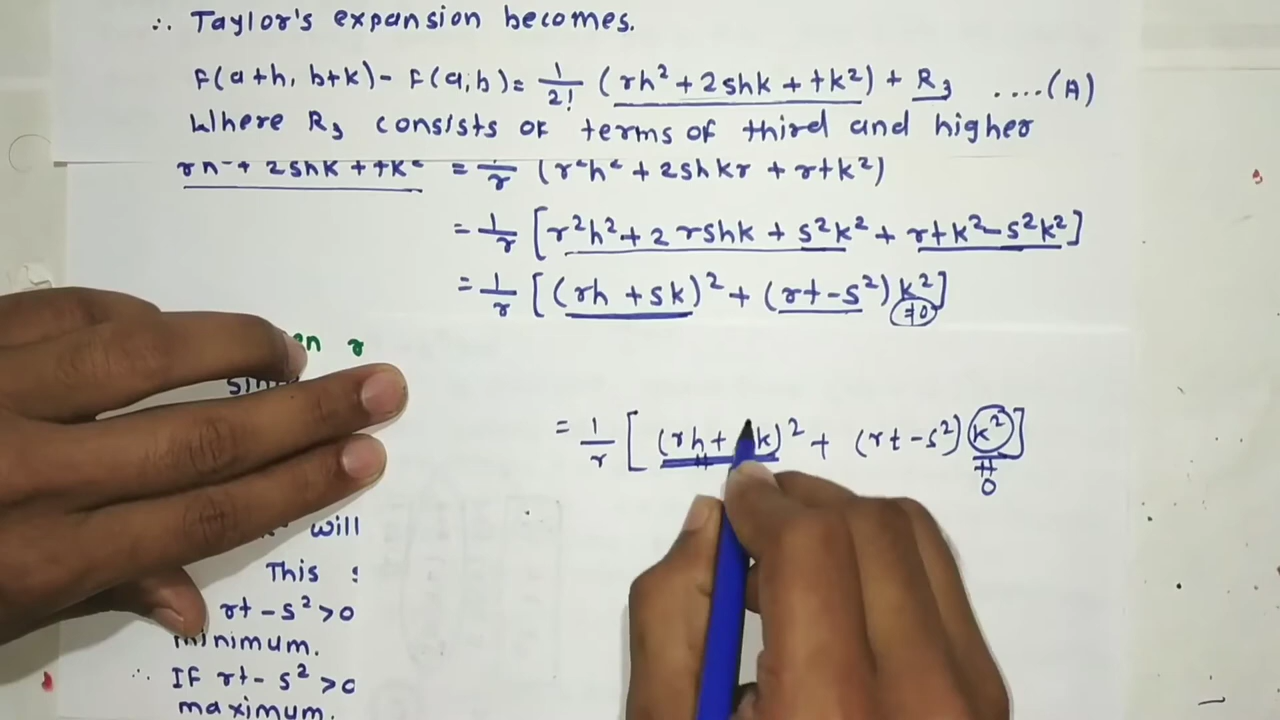 ∴ Taylor's expansion becomes.
F(a+h, b+k) - F(a,b) = 1/2! (rh² + 2shk + tk²) + R₃ ....(A)
Where R₃ consists of terms of third and higher
rh² + 2shk + tk² = 1/r (r²h² + 2shkr + rtk²)
= 1/r [r²h² + 2rshk + s²k² + rtk² - s²k²]
= 1/r [(rh + sk)² + (rt - s²) k²]
≠0
= 1/r [(rh + k)² + (rt - s²) k²]
≠
0
will
This
rt - s² > 0
minimum.
∴ If rt - s² > 0
maximum.